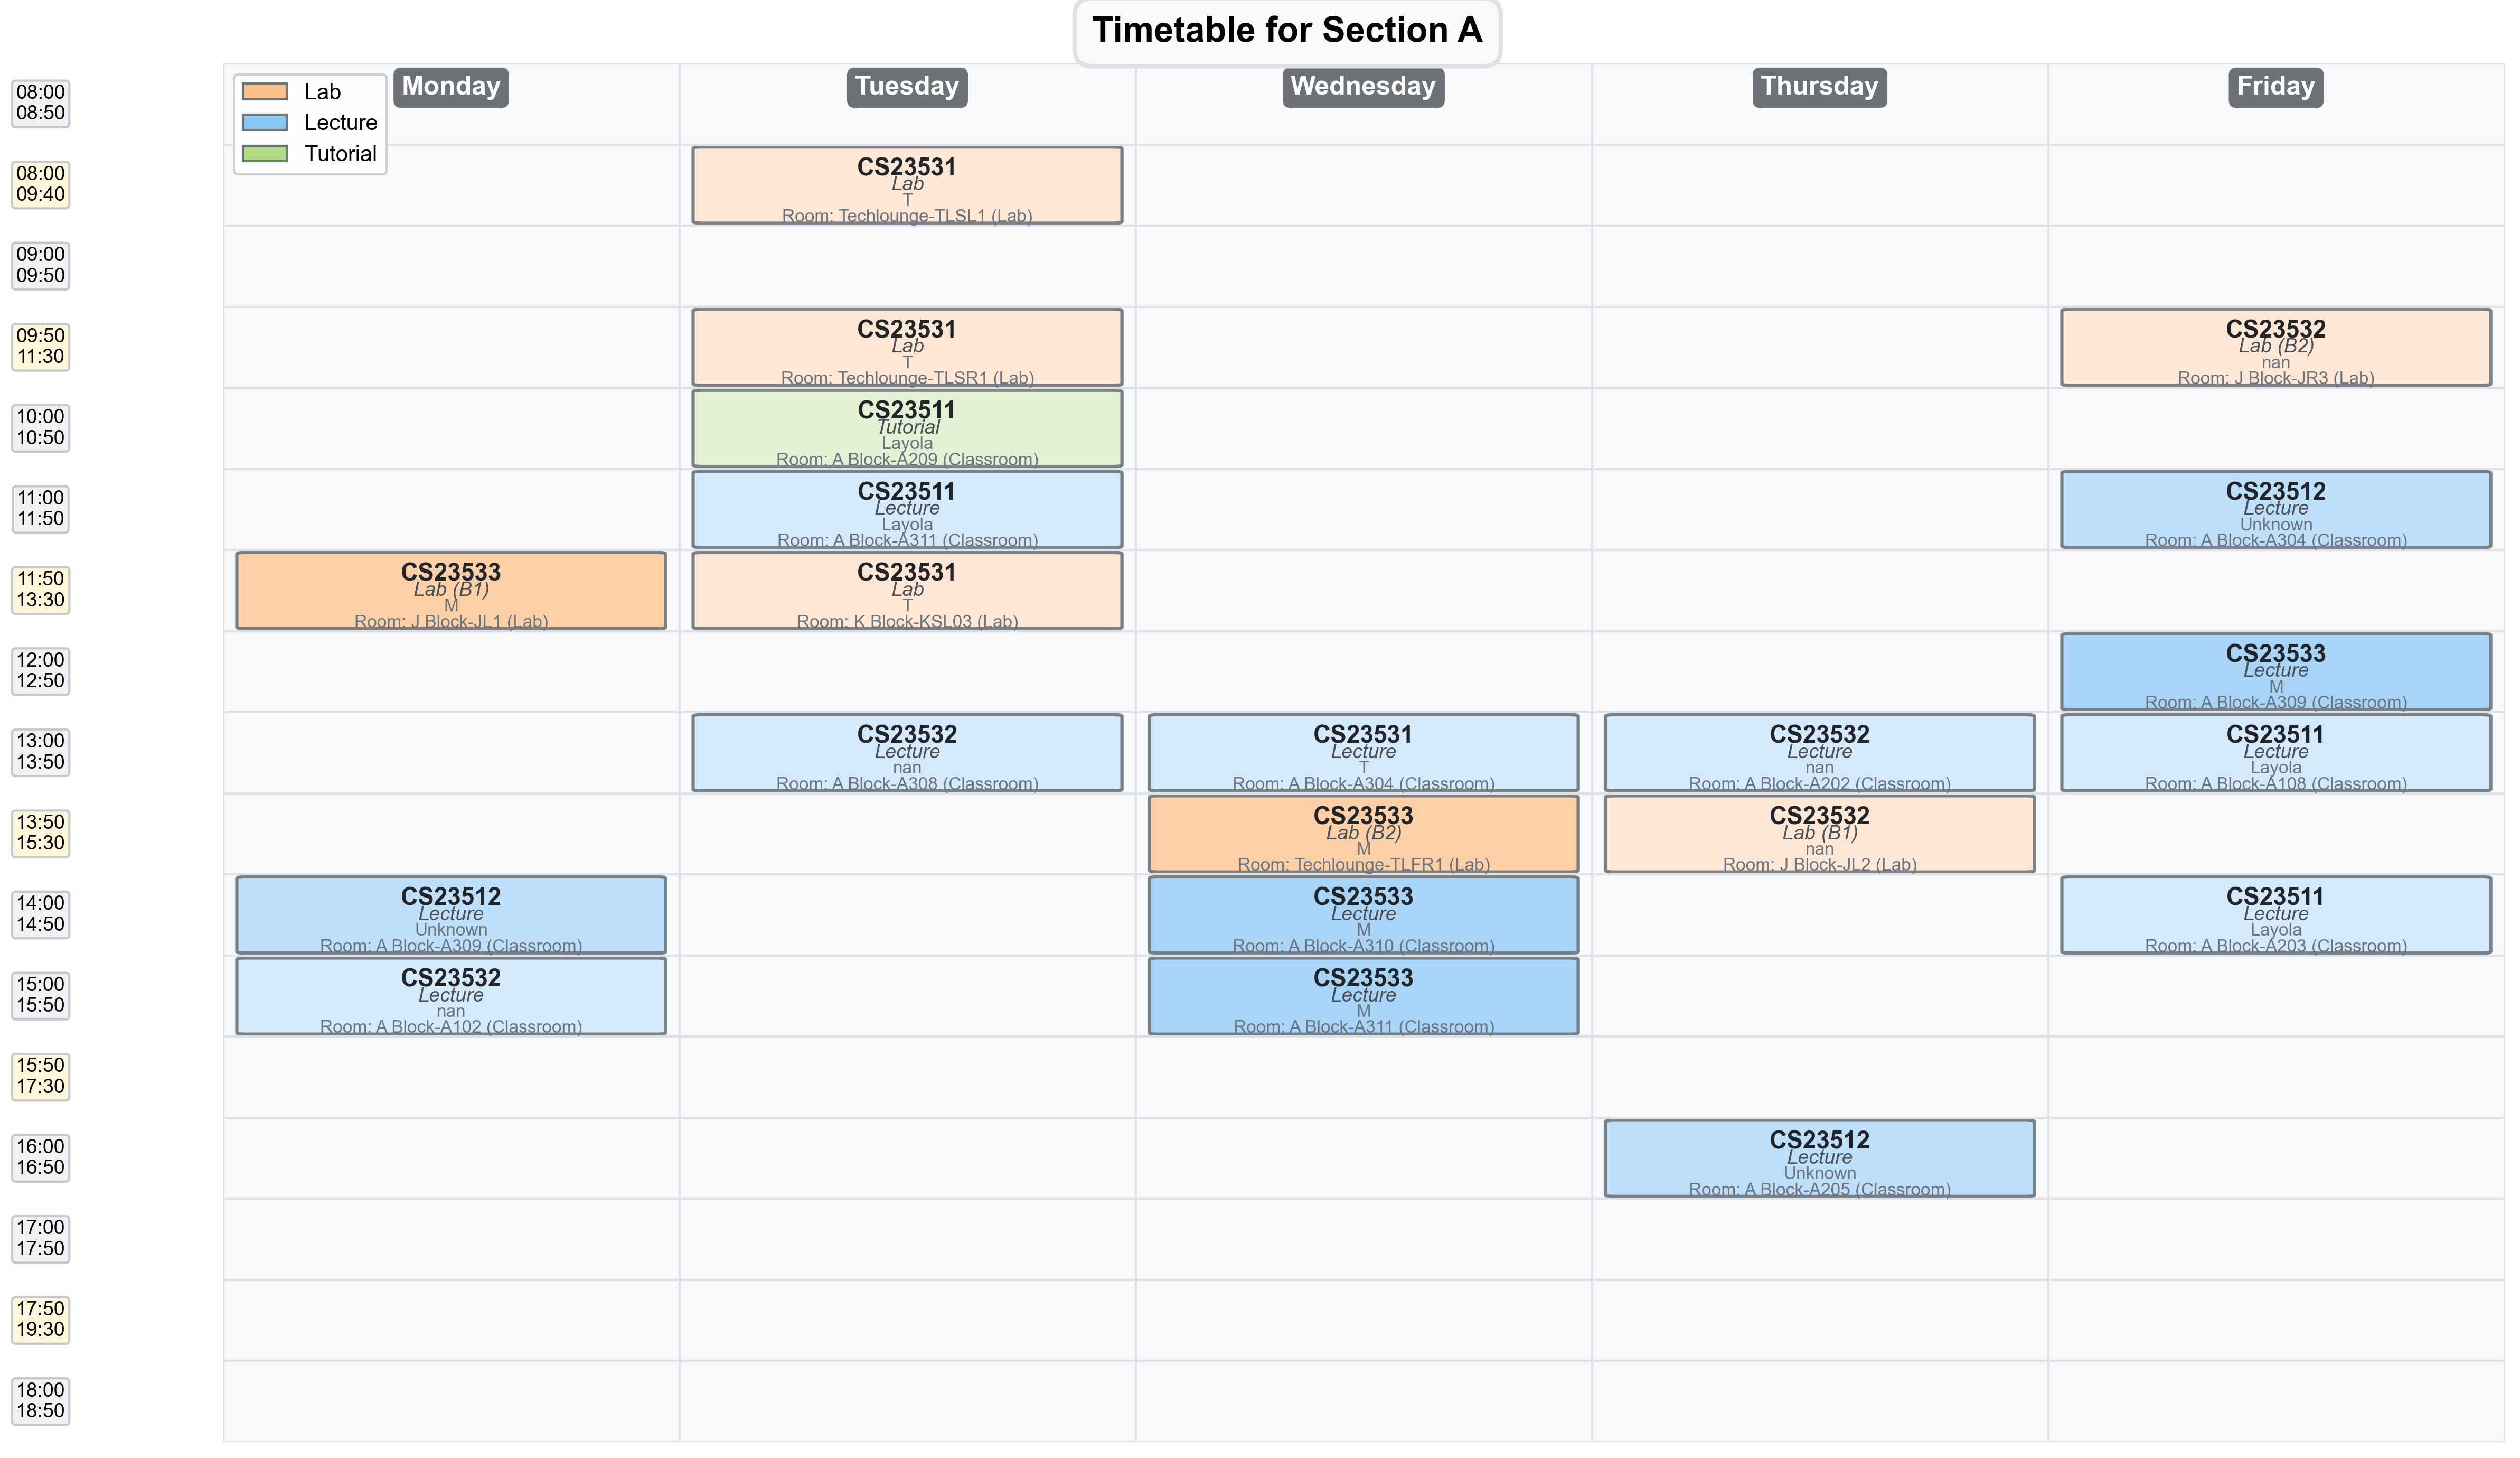 Timetable for Section A
Lab
Lecture
Tutorial
Monday
Tuesday
Wednesday
Thursday
Friday
08:00
08:50
08:00
09:40
CS23531
Lab
T
Room: Techlounge-TLSL1 (Lab)
09:00
09:50
09:50
11:30
CS23531
Lab
T
Room: Techlounge-TLSR1 (Lab)
CS23532
Lab (B2)
nan
Room: J Block-JR3 (Lab)
10:00
10:50
CS23511
Tutorial
Layola
Room: A Block-A209 (Classroom)
11:00
11:50
CS23511
Lecture
Layola
Room: A Block-A311 (Classroom)
CS23512
Lecture
Unknown
Room: A Block-A304 (Classroom)
11:50
13:30
CS23533
Lab (B1)
M
Room: J Block-JL1 (Lab)
CS23531
Lab
T
Room: K Block-KSL03 (Lab)
12:00
12:50
CS23533
Lecture
M
Room: A Block-A309 (Classroom)
13:00
13:50
CS23532
Lecture
nan
Room: A Block-A308 (Classroom)
CS23531
Lecture
T
Room: A Block-A304 (Classroom)
CS23532
Lecture
nan
Room: A Block-A202 (Classroom)
CS23511
Lecture
Layola
Room: A Block-A108 (Classroom)
13:50
15:30
CS23533
Lab (B2)
M
Room: Techlounge-TLFR1 (Lab)
CS23532
Lab (B1)
nan
Room: J Block-JL2 (Lab)
14:00
14:50
CS23512
Lecture
Unknown
Room: A Block-A309 (Classroom)
CS23533
Lecture
M
Room: A Block-A310 (Classroom)
CS23511
Lecture
Layola
Room: A Block-A203 (Classroom)
15:00
15:50
CS23532
Lecture
nan
Room: A Block-A102 (Classroom)
CS23533
Lecture
M
Room: A Block-A311 (Classroom)
15:50
17:30
16:00
16:50
CS23512
Lecture
Unknown
Room: A Block-A205 (Classroom)
17:00
17:50
17:50
19:30
18:00
18:50